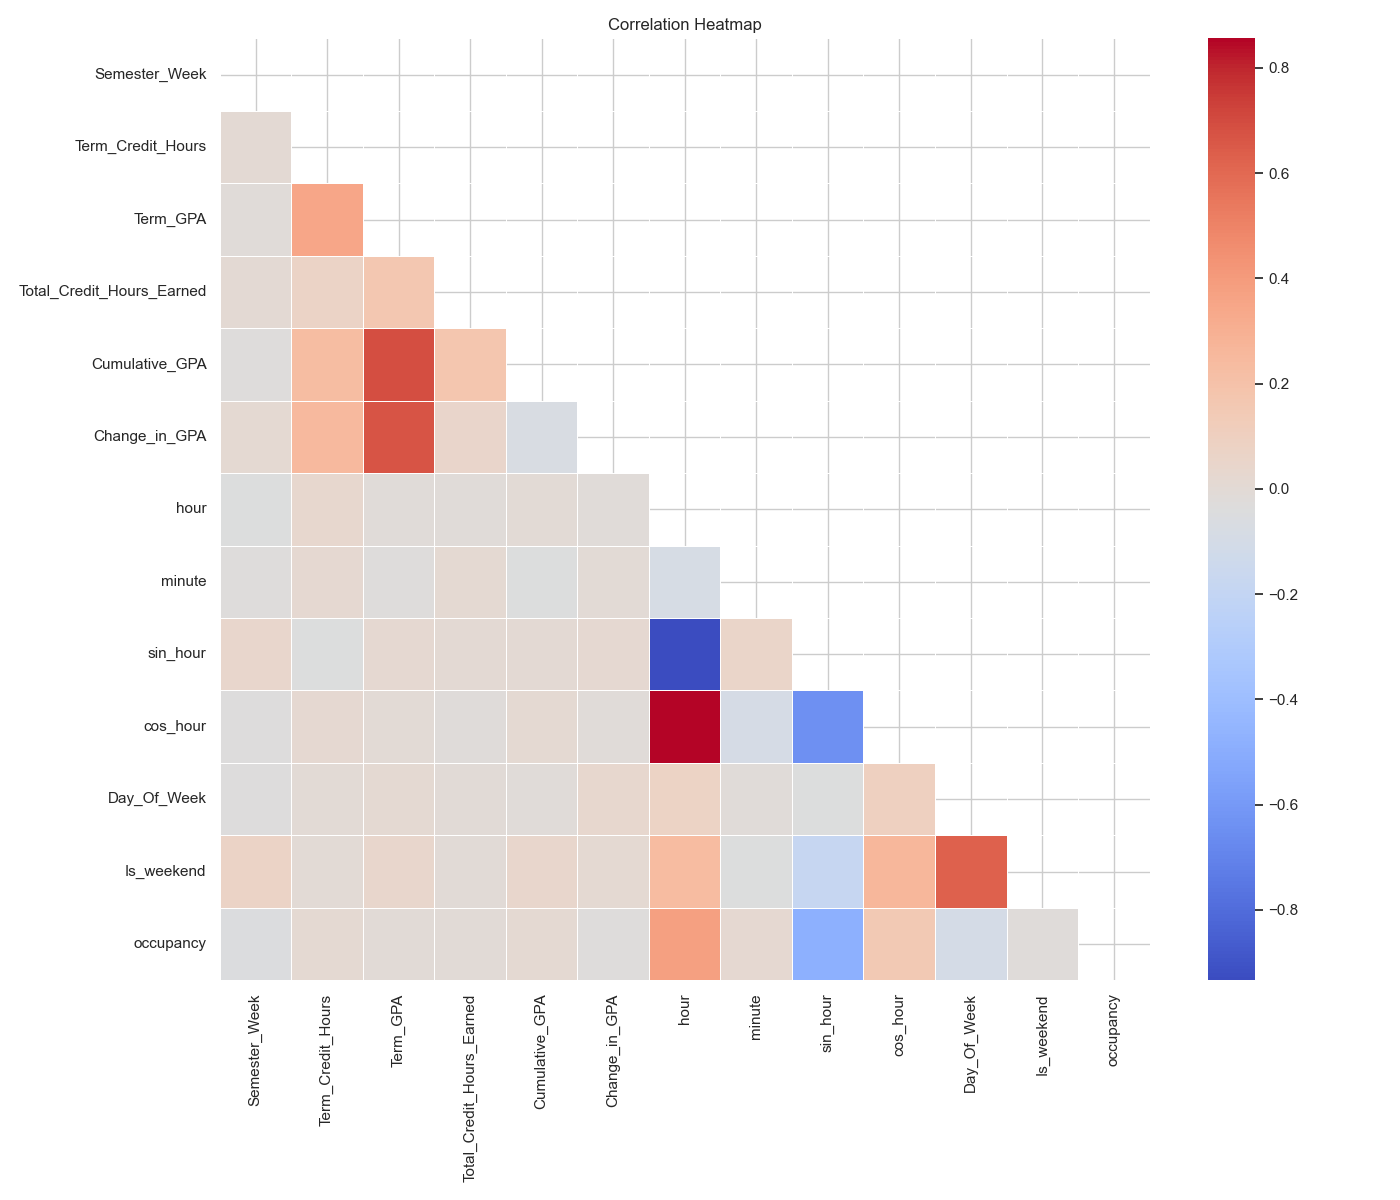 Correlation Heatmap
Semester_Week
Term_Credit_Hours
Term_GPA
Total_Credit_Hours_Earned
Cumulative_GPA
Change_in_GPA
hour
minute
sin_hour
cos_hour
Day_Of_Week
Is_weekend
occupancy
Semester_Week
Term_Credit_Hours
Term_GPA
Total_Credit_Hours_Earned
Cumulative_GPA
Change_in_GPA
hour
minute
sin_hour
cos_hour
Day_Of_Week
Is_weekend
occupancy
0.8
0.6
0.4
0.2
0.0
−0.2
−0.4
−0.6
−0.8